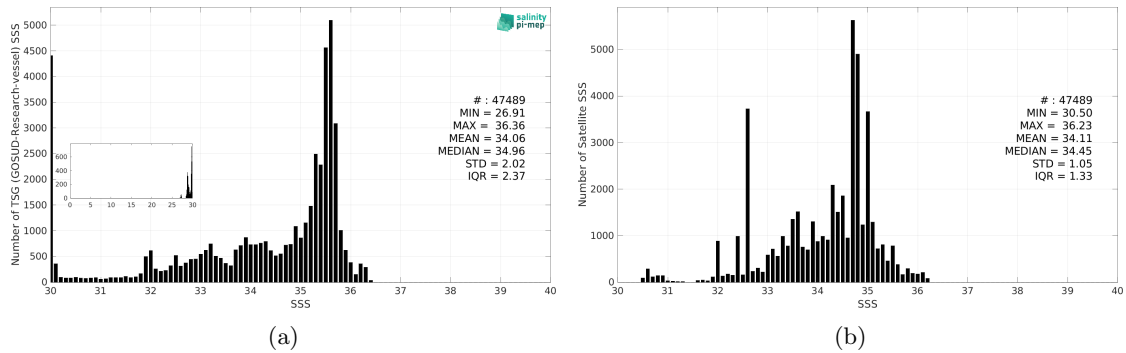 salinity
pi-mep
Number of TSG (GOSUD-Research-vessel) SSS
5000
4500
4000
3500
3000
2500
2000
1500
1000
500
0
# : 47489
MIN = 26.91
MAX = 36.36
MEAN = 34.06
MEDIAN = 34.96
STD = 2.02
IQR = 2.37
600
400
200
0
0 5 10 15 20 25 30
30 31 32 33 34 35 36 37 38 39 40
SSS
(a)
Number of Satellite SSS
5000
4000
3000
2000
1000
0
# : 47489
MIN = 30.50
MAX = 36.23
MEAN = 34.11
MEDIAN = 34.45
STD = 1.05
IQR = 1.33
30 31 32 33 34 35 36 37 38 39 40
SSS
(b)